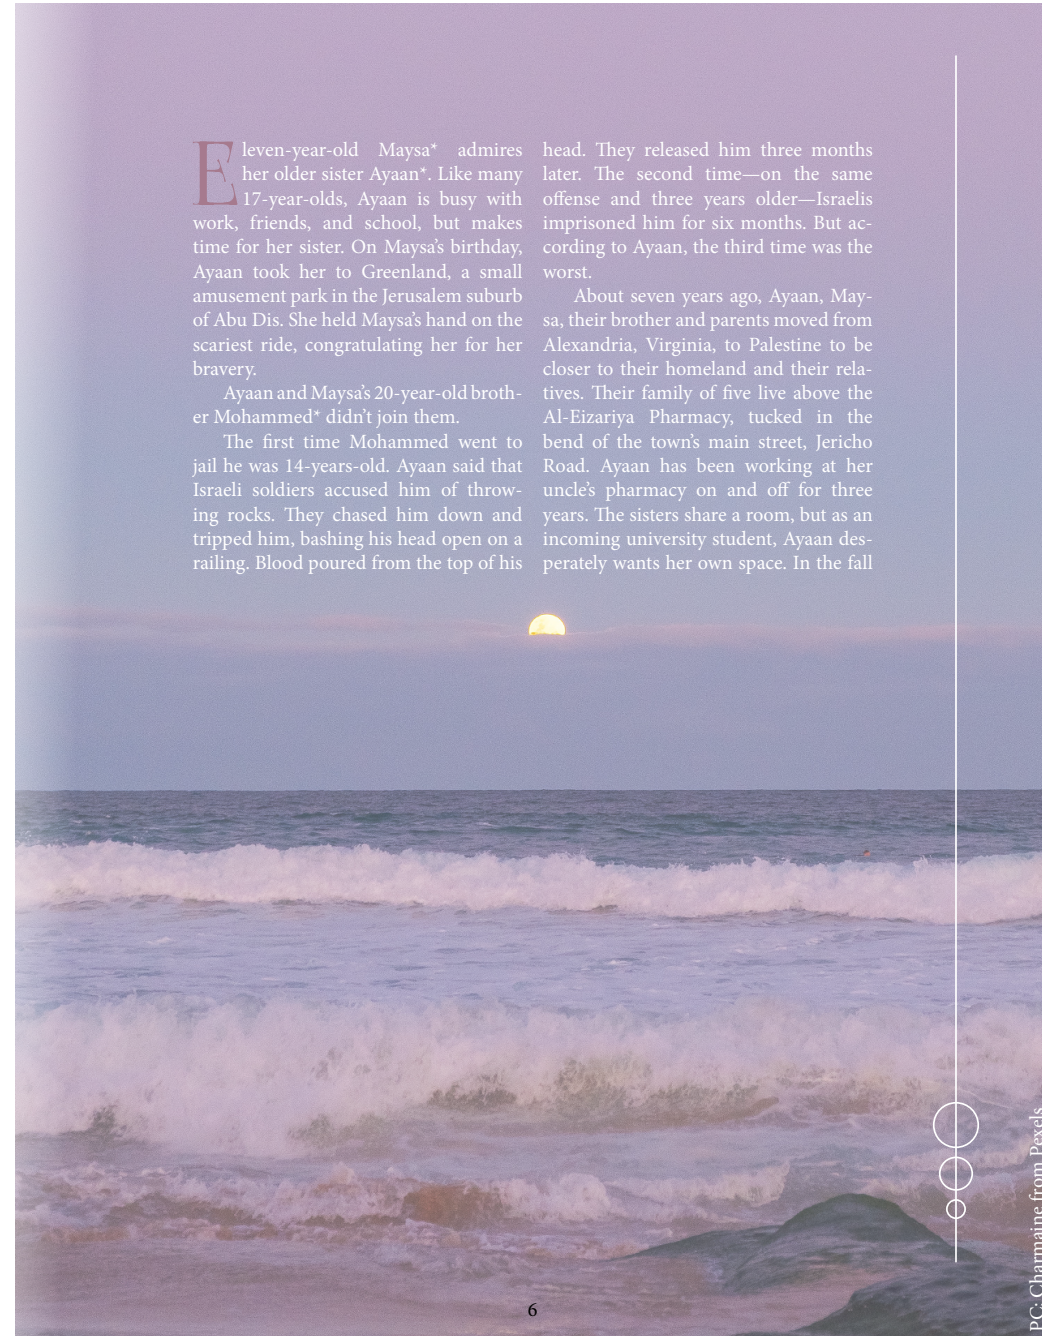 Eleven-year-old Maysa* admires
her older sister Ayaan*. Like many
17-year-olds, Ayaan is busy with
work, friends, and school, but makes
time for her sister. On Maysa's birthday,
Ayaan took her to Greenland, a small
amusement park in the Jerusalem suburb
of Abu Dis. She held Maysa's hand on the
scariest ride, congratulating her for her
bravery.
Ayaan and Maysa's 20-year-old broth-
er Mohammed* didn't join them.
The first time Mohammed went to
jail he was 14-years-old. Ayaan said that
Israeli soldiers accused him of throw-
ing rocks. They chased him down and
tripped him, bashing his head open on a
railing. Blood poured from the top of his
head. They released him three months
later. The second time—on the same
offense and three years older—Israelis
imprisoned him for six months. But ac-
cording to Ayaan, the third time was the
worst.
About seven years ago, Ayaan, May-
sa, their brother and parents moved from
Alexandria, Virginia, to Palestine to be
closer to their homeland and their rela-
tives. Their family of five live above the
Al-Eizariya Pharmacy, tucked in the
bend of the town's main street, Jericho
Road. Ayaan has been working at her
uncle's pharmacy on and off for three
years. The sisters share a room, but as an
incoming university student, Ayaan des-
perately wants her own space. In the fall
PC: Charmaine from Pexels
6